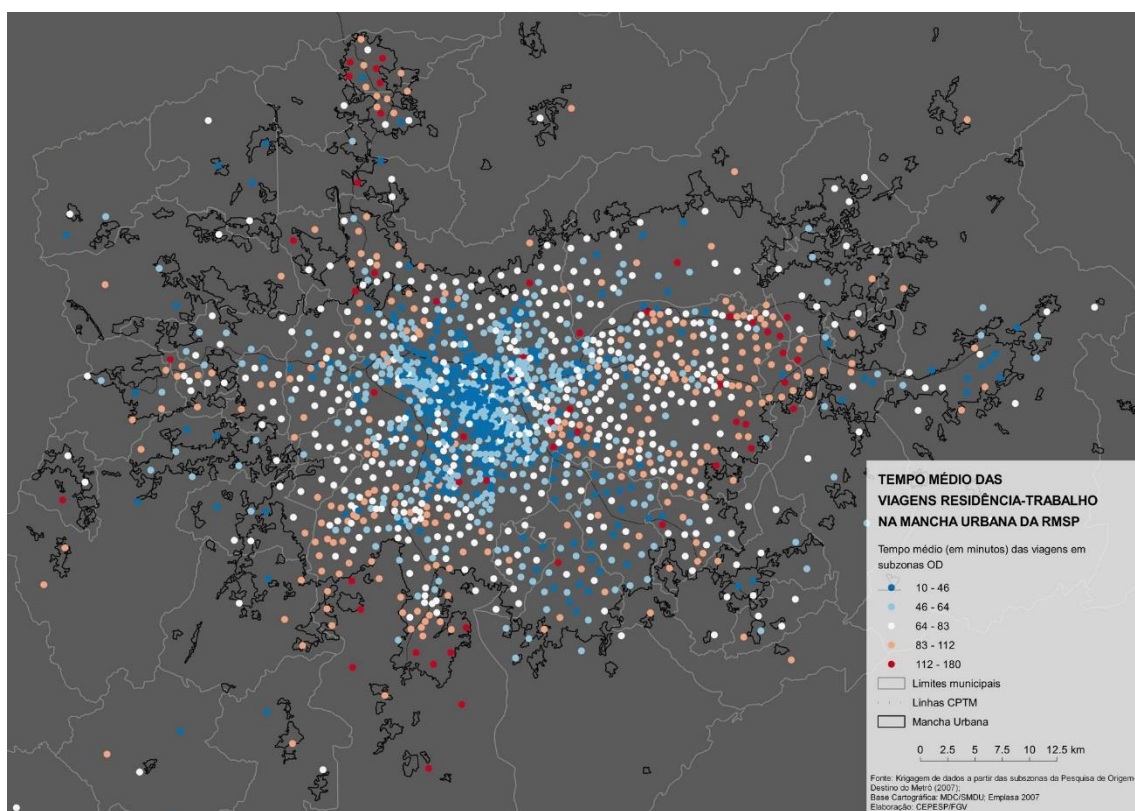 TEMPO MÉDIO DAS
VIAGENS RESIDÊNCIA-TRABALHO
NA MANCHA URBANA DA RMSP
Tempo médio (em minutos) das viagens em
subzonas OD
10 - 46
46 - 64
64 - 83
83 - 112
112 - 180
Limites municipais
Linhas CPTM
Mancha Urbana
0 2.5 5 7.5 10 12.5 km
Fonte: Krigagem de dados a partir das subszonas da Pesquisa de Origem-
Destino do Metrô (2007);
Base Cartográfica: MDC/SMDU; Emplasa 2007
Elaboração: CEPESP/FGV